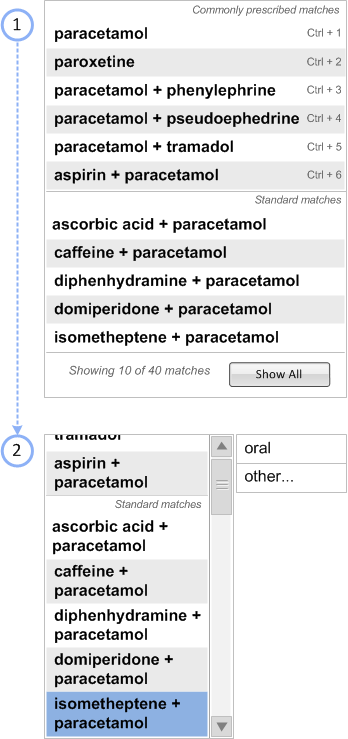 1
Commonly prescribed matches
paracetamol Ctrl + 1
paroxetine Ctrl + 2
paracetamol + phenylephrine Ctrl + 3
paracetamol + pseudoephedrine Ctrl + 4
paracetamol + tramadol Ctrl + 5
aspirin + paracetamol Ctrl + 6
Standard matches
ascorbic acid + paracetamol
caffeine + paracetamol
diphenhydramine + paracetamol
domiperidone + paracetamol
isometheptene + paracetamol
Showing 10 of 40 matches Show All
2
tramadol
aspirin +
paracetamol
Standard matches
ascorbic acid +
paracetamol
caffeine +
paracetamol
diphenhydramine +
paracetamol
domiperidone +
paracetamol
isometheptene +
paracetamol
oral
other...